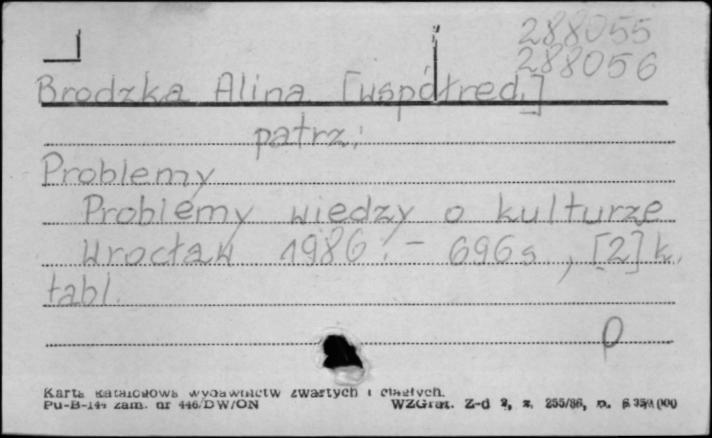 288055
288056
Brodzka Alina [współred.]
patrz:
Problemy
Problemy wiedzy o kulturze
Wrocław 1986. - 696 s., [2] k.
tabl.
p
Karta katalogowa wydawnictw zwartych i ciągłych.
Pu-B-144 zam. nr 446/DW/ON WZGraf. Z-d 2, z. 255/86, n.